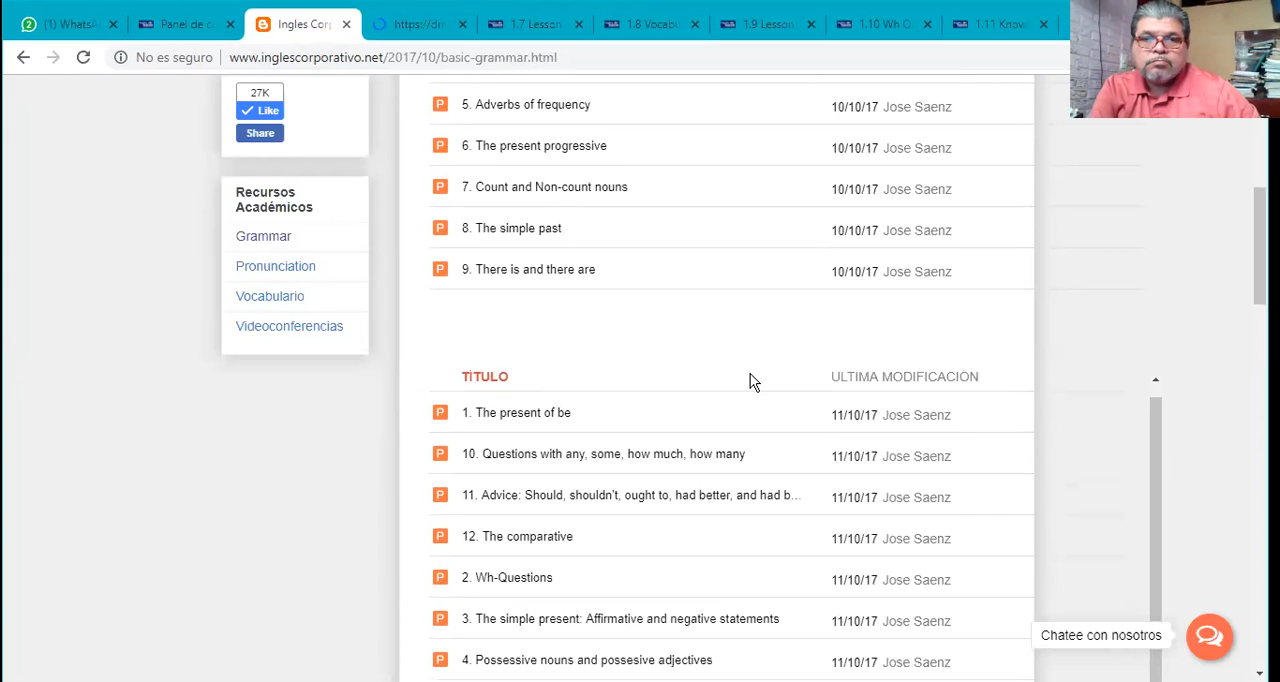 (1) Whats
Panel de c
Ingles Corp
https://dri
1.7 Lesson
1.8 Vocabu
1.9 Lesson
1.10 Wh Q
1.11 Know
No es seguro
www.inglescorporativo.net/2017/10/basic-grammar.html
27K
Like
Share
Recursos
Académicos
Grammar
Pronunciation
Vocabulario
Videoconferencias
P 5. Adverbs of frequency 10/10/17 Jose Saenz
P 6. The present progressive 10/10/17 Jose Saenz
P 7. Count and Non-count nouns 10/10/17 Jose Saenz
P 8. The simple past 10/10/17 Jose Saenz
P 9. There is and there are 10/10/17 Jose Saenz
TÍTULO ULTIMA MODIFICACION
P 1. The present of be 11/10/17 Jose Saenz
P 10. Questions with any, some, how much, how many 11/10/17 Jose Saenz
P 11. Advice: Should, shouldn't, ought to, had better, and had b... 11/10/17 Jose Saenz
P 12. The comparative 11/10/17 Jose Saenz
P 2. Wh-Questions 11/10/17 Jose Saenz
P 3. The simple present: Affirmative and negative statements 11/10/17 Jose Saenz
P 4. Possessive nouns and possesive adjectives 11/10/17 Jose Saenz
Chatee con nosotros